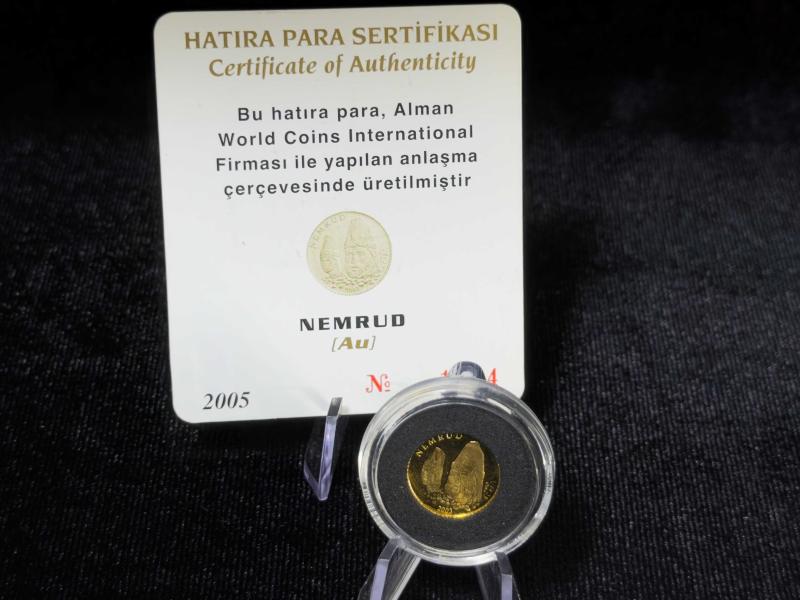 HATIRA PARA SERTİFİKASI
Certificate of Authenticity
Bu hatıra para, Alman
World Coins International
Firması ile yapılan anlaşma
çerçevesinde üretilmiştir
NEMRUD
NEMRUD
[Au]
2005
№
NEMRUD